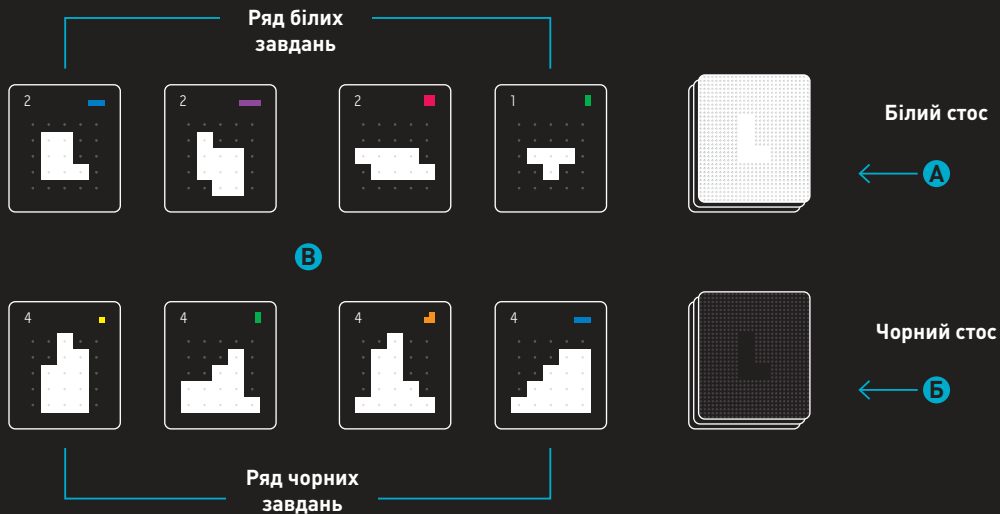 Ряд білих
завдань
2
2
2
1
Білий стос
А
В
4
4
4
4
Чорний стос
Б
Ряд чорних
завдань